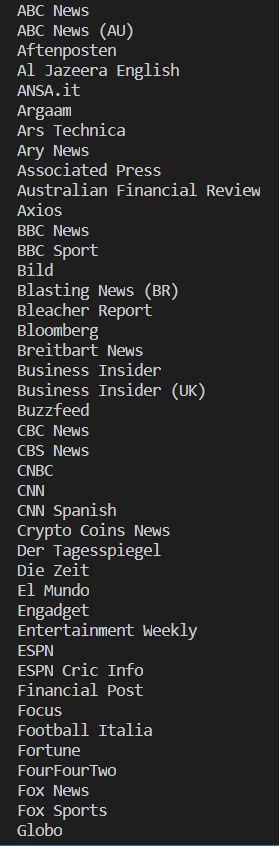 ABC News
ABC News (AU)
Aftenposten
Al Jazeera English
ANSA.it
Argaam
Ars Technica
Ary News
Associated Press
Australian Financial Review
Axios
BBC News
BBC Sport
Bild
Blasting News (BR)
Bleacher Report
Bloomberg
Breitbart News
Business Insider
Business Insider (UK)
Buzzfeed
CBC News
CBS News
CNBC
CNN
CNN Spanish
Crypto Coins News
Der Tagesspiegel
Die Zeit
El Mundo
Engadget
Entertainment Weekly
ESPN
ESPN Cric Info
Financial Post
Focus
Football Italia
Fortune
FourFourTwo
Fox News
Fox Sports
Globo